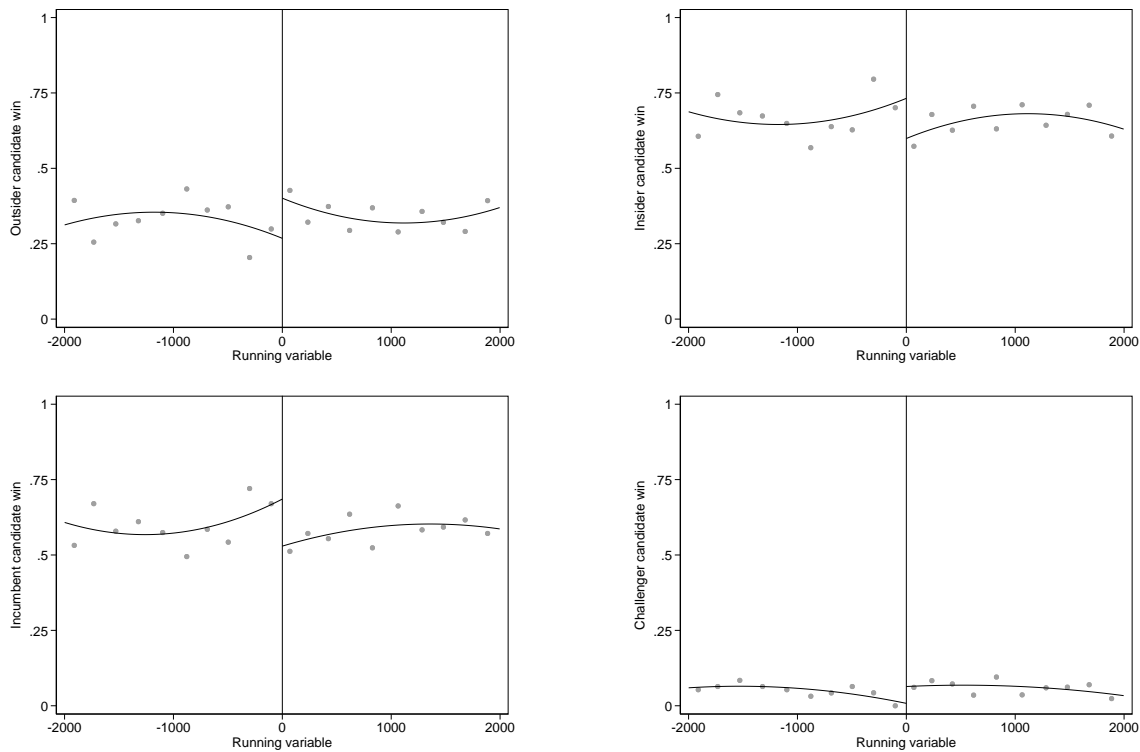 1
.75
.5
.25
0
Outsider candidate win
-2000 -1000 0 1000 2000
Running variable
1
.75
.5
.25
0
Insider candidate win
-2000 -1000 0 1000 2000
Running variable
1
.75
.5
.25
0
Incumbent candidate win
-2000 -1000 0 1000 2000
Running variable
1
.75
.5
.25
0
Challenger candidate win
-2000 -1000 0 1000 2000
Running variable